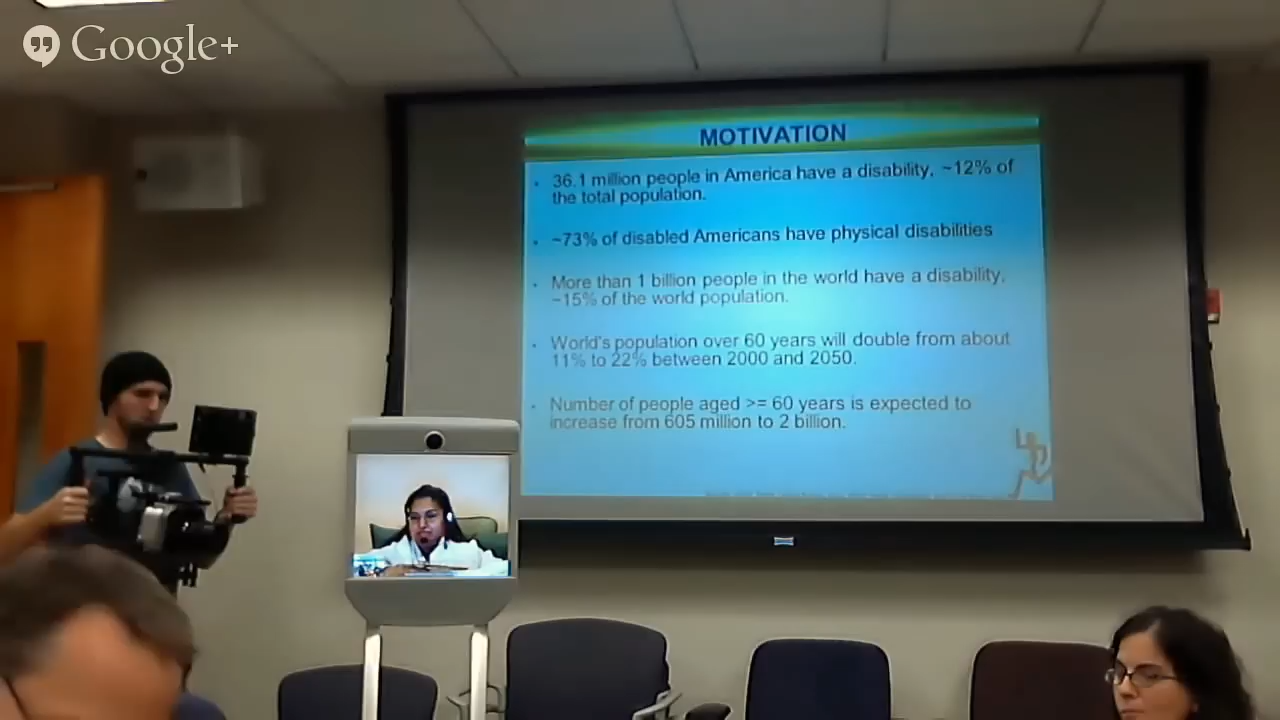 Google+
MOTIVATION
36.1 million people in America have a disability, ~12% of
the total population.
~73% of disabled Americans have physical disabilities
More than 1 billion people in the world have a disability,
~15% of the world population.
World's population over 60 years will double from about
11% to 22% between 2000 and 2050.
Number of people aged >= 60 years is expected to
increase from 605 million to 2 billion.